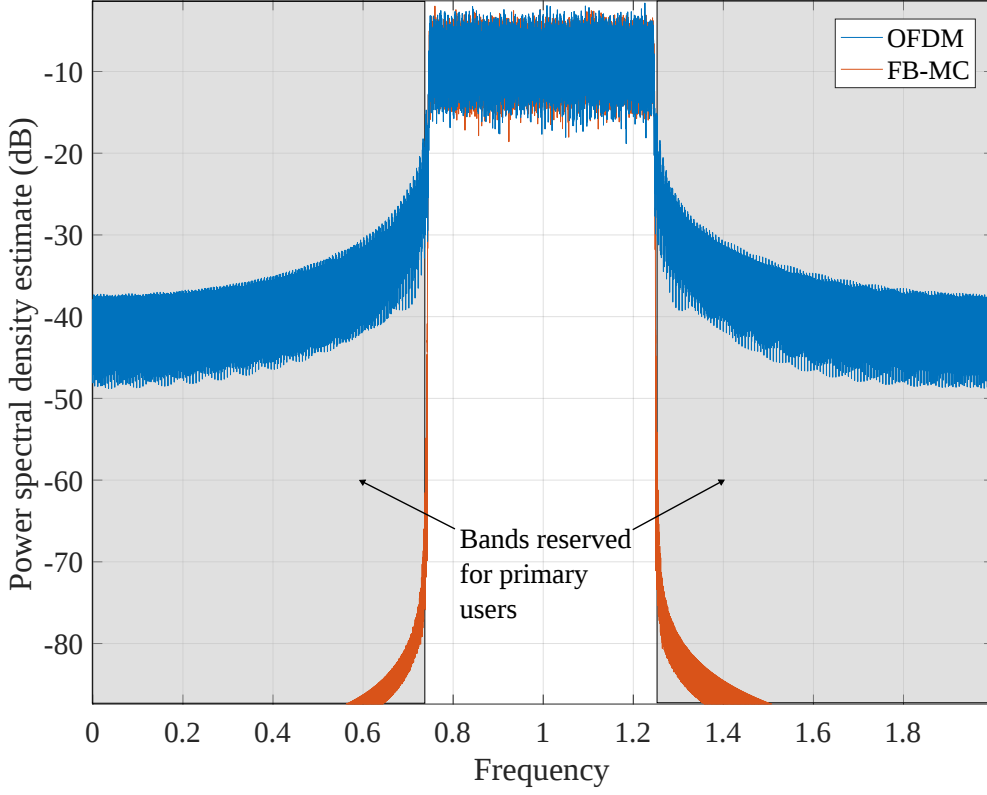 OFDM
FB-MC
Power spectral density estimate (dB)
-10
-20
-30
-40
-50
-60
-70
-80
Bands reserved
for primary
users
0
0.2
0.4
0.6
0.8
1
1.2
1.4
1.6
1.8
Frequency